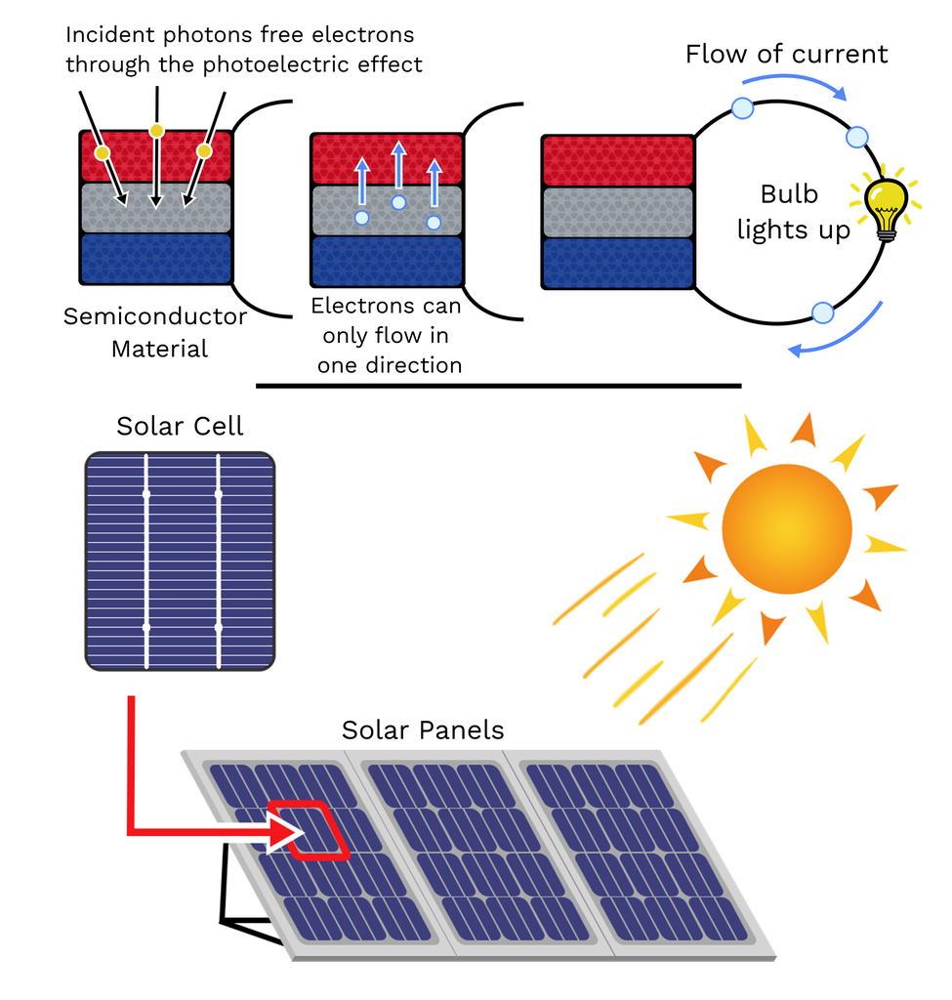 Incident photons free electrons
through the photoelectric effect
Flow of current
Bulb
lights up
Semiconductor
Material
Electrons can
only flow in
one direction
Solar Cell
Solar Panels